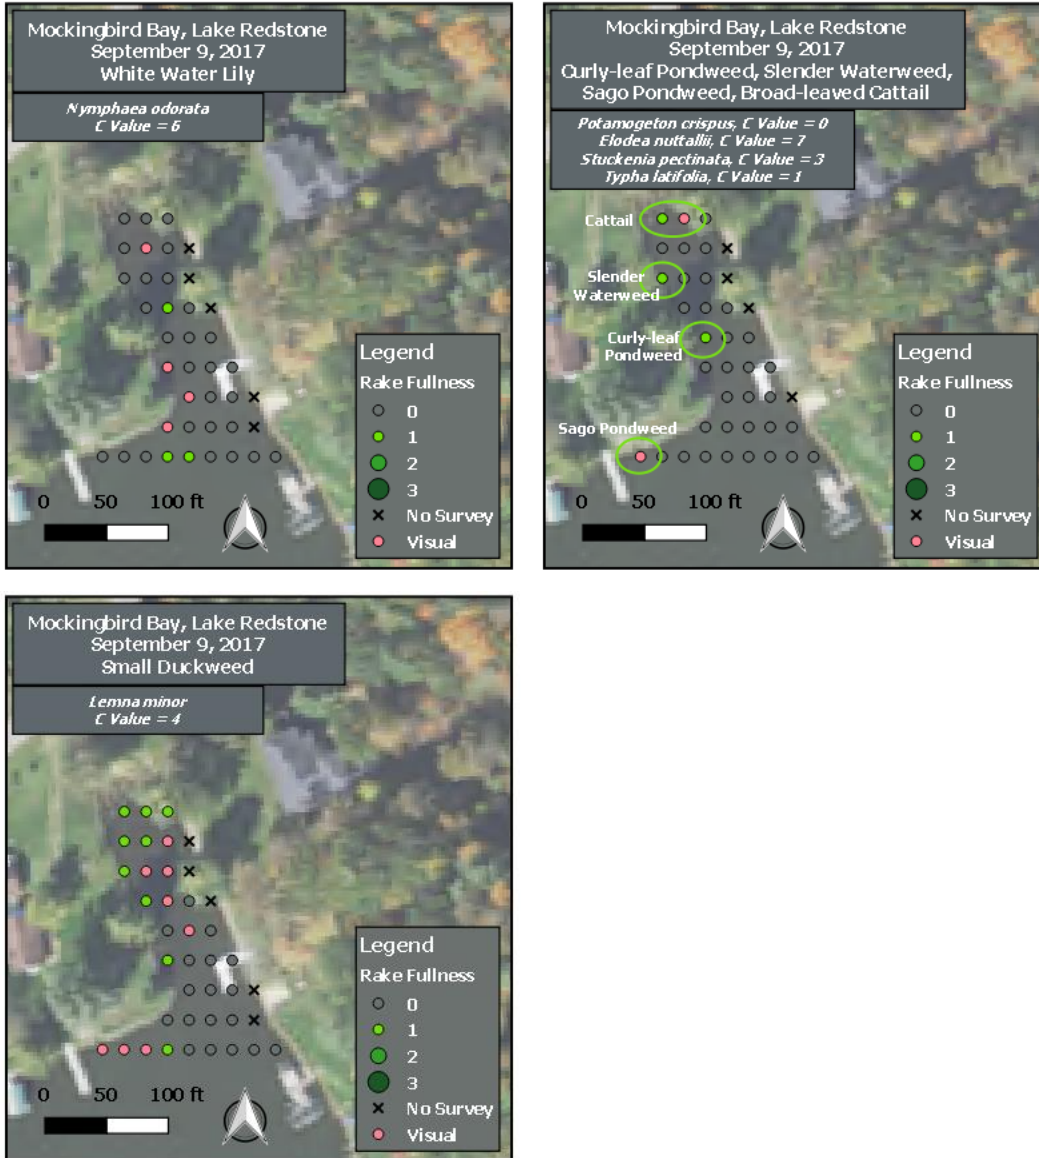 Mockingbird Bay, Lake Redstone
September 9, 2017
White Water Lily
Nymphaea odorata
C Value = 6
Legend
Rake Fullness
0
1
2
3
No Survey
Visual
0 50 100 ft
Mockingbird Bay, Lake Redstone
September 9, 2017
Curly-leaf Pondweed, Slender Waterweed,
Sago Pondweed, Broad-leaved Cattail
Potamogeton crispus, C Value = 0
Elodea nuttallii, C Value = 7
Stuckenia pectinata, C Value = 3
Typha latifolia, C Value = 1
Cattail
Slender
Waterweed
Curly-leaf
Pondweed
Sago Pondweed
Legend
Rake Fullness
0
1
2
3
No Survey
Visual
0 50 100 ft
Mockingbird Bay, Lake Redstone
September 9, 2017
Small Duckweed
Lemna minor
C Value = 4
Legend
Rake Fullness
0
1
2
3
No Survey
Visual
0 50 100 ft